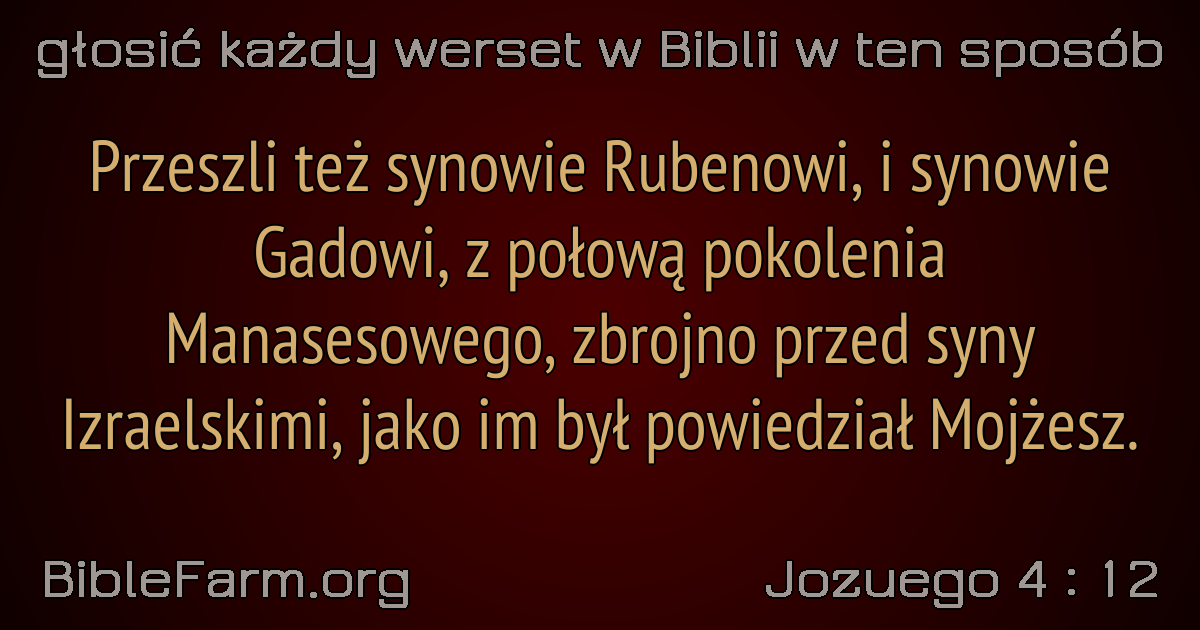 głosić każdy werset w Biblii w ten sposób
Przeszli też synowie Rubenowi, i synowie
Gadowi, z połową pokolenia
Manasesowego, zbrojno przed syny
Izraelskimi, jako im był powiedział Mojżesz.
BibleFarm.org
Jozuego 4 : 12